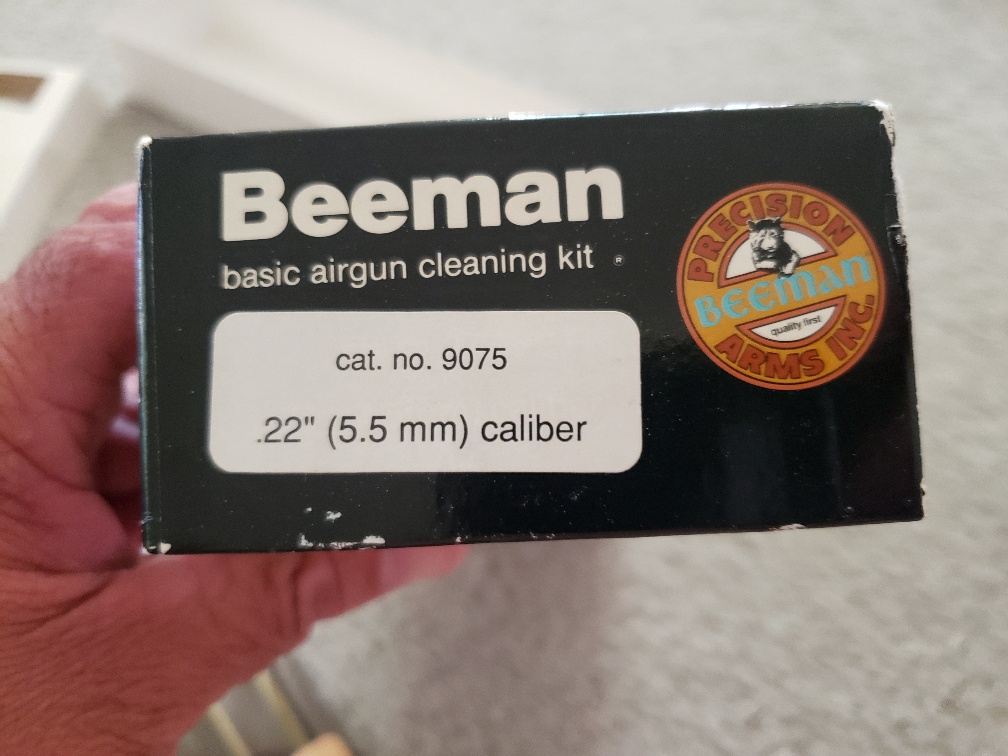 Beeman
basic airgun cleaning kit ®
cat. no. 9075
.22" (5.5 mm) caliber
PRECISION
BEEMAN
quality first
ARMS INC.